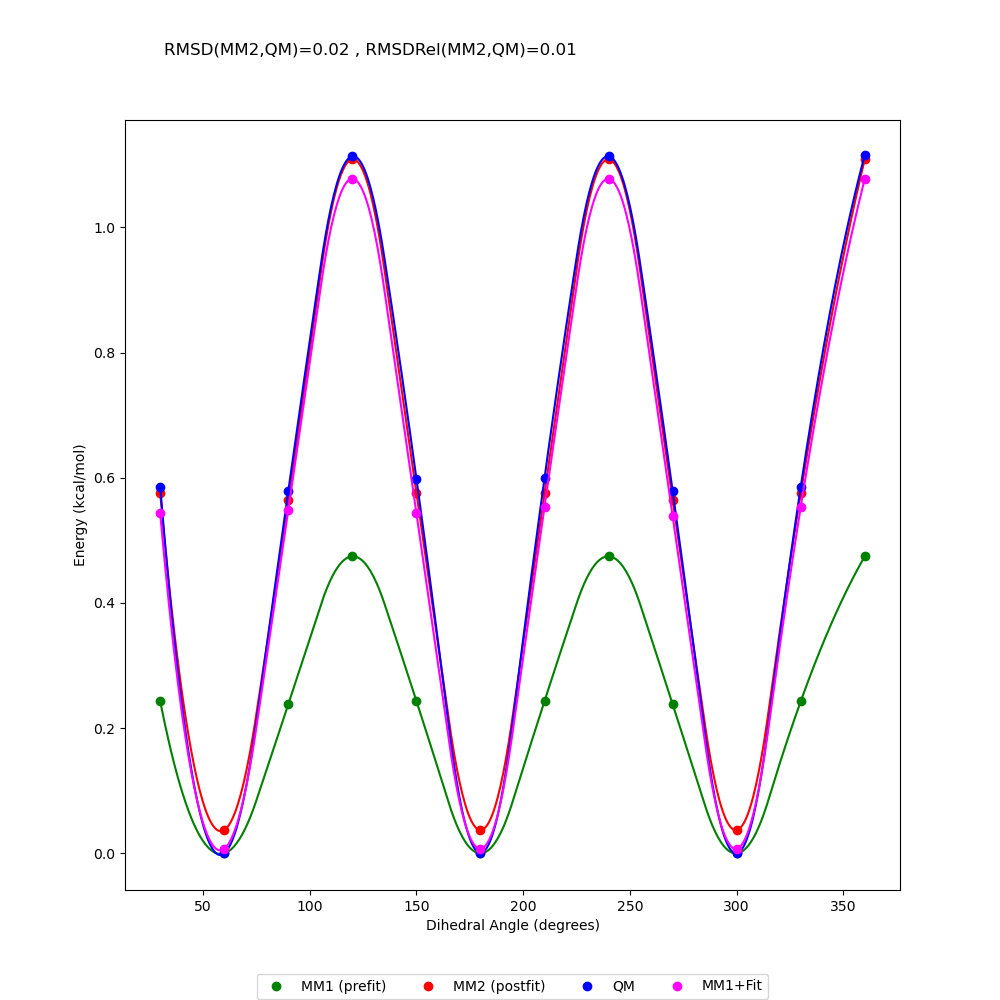 RMSD(MM2,QM)=0.02 , RMSDRel(MM2,QM)=0.01
1.0
0.8
0.6
0.4
0.2
0.0
Energy (kcal/mol)
50 100 150 200 250 300 350
Dihedral Angle (degrees)
MM1 (prefit) MM2 (postfit) QM MM1+Fit